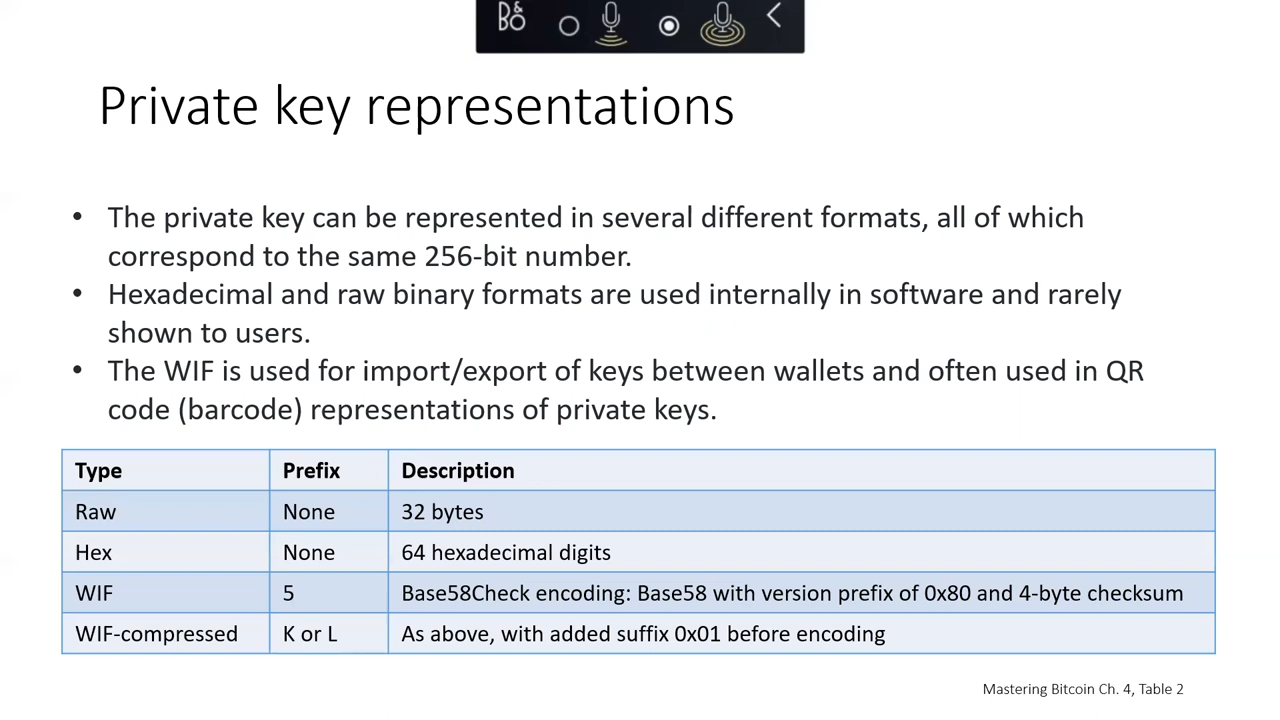 B&O
Private key representations
• The private key can be represented in several different formats, all of which
correspond to the same 256-bit number.
• Hexadecimal and raw binary formats are used internally in software and rarely
shown to users.
• The WIF is used for import/export of keys between wallets and often used in QR
code (barcode) representations of private keys.
Type Prefix Description
Raw None 32 bytes
Hex None 64 hexadecimal digits
WIF 5 Base58Check encoding: Base58 with version prefix of 0x80 and 4-byte checksum
WIF-compressed K or L As above, with added suffix 0x01 before encoding
Mastering Bitcoin Ch. 4, Table 2